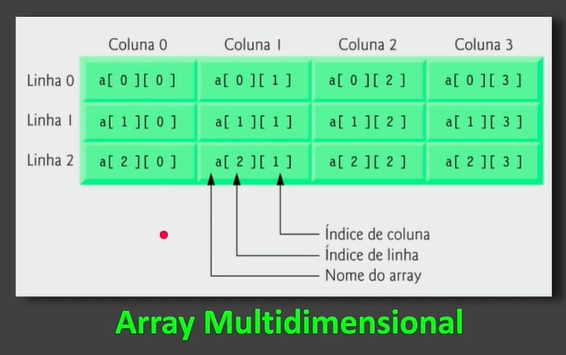 Coluna 0 Coluna 1 Coluna 2 Coluna 3
Linha 0 a[ 0 ][ 0 ] a[ 0 ][ 1 ] a[ 0 ][ 2 ] a[ 0 ][ 3 ]
Linha 1 a[ 1 ][ 0 ] a[ 1 ][ 1 ] a[ 1 ][ 2 ] a[ 1 ][ 3 ]
Linha 2 a[ 2 ][ 0 ] a[ 2 ][ 1 ] a[ 2 ][ 2 ] a[ 2 ][ 3 ]
Índice de coluna
Índice de linha
Nome do array
Array Multidimensional